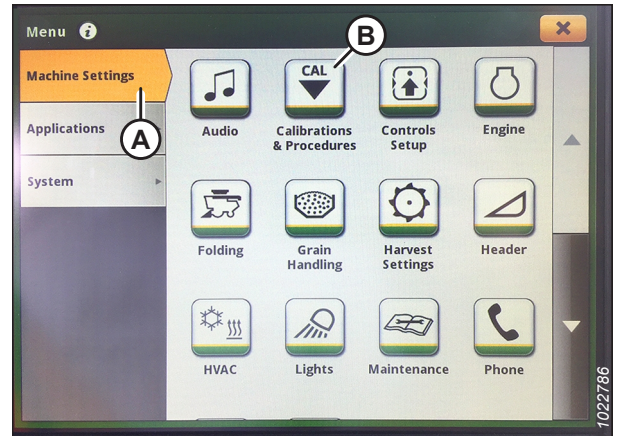 Menu i
B
Machine Settings
CAL
A
Audio
Calibrations
& Procedures
Controls
Setup
Engine
Applications
System
Folding
Grain
Handling
Harvest
Settings
Header
HVAC
Lights
Maintenance
Phone
1022786